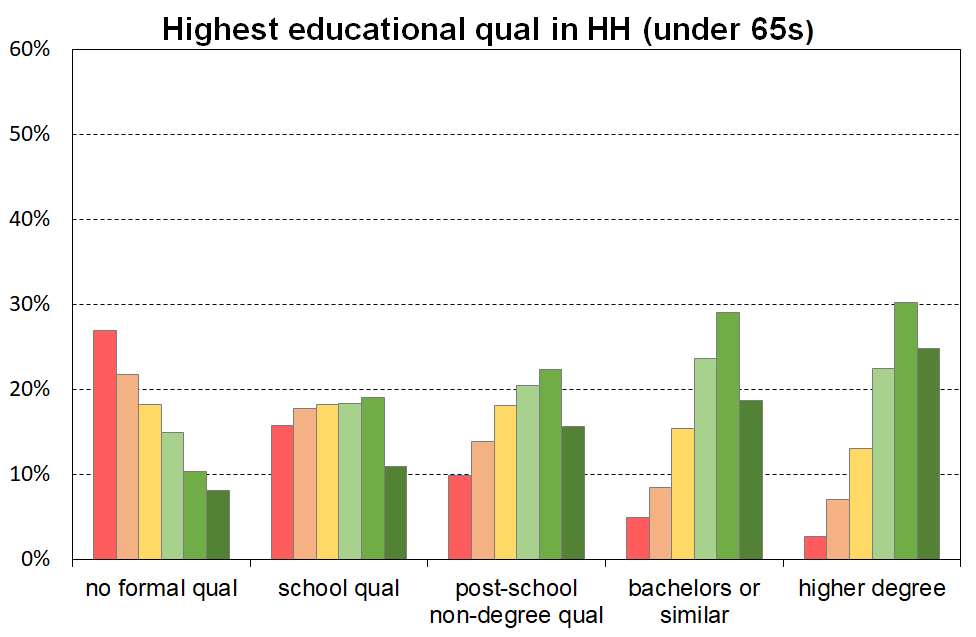 Highest educational qual in HH (under 65s)
60%
50%
40%
30%
20%
10%
0%
no formal qual
school qual
post-school
non-degree qual
bachelors or
similar
higher degree